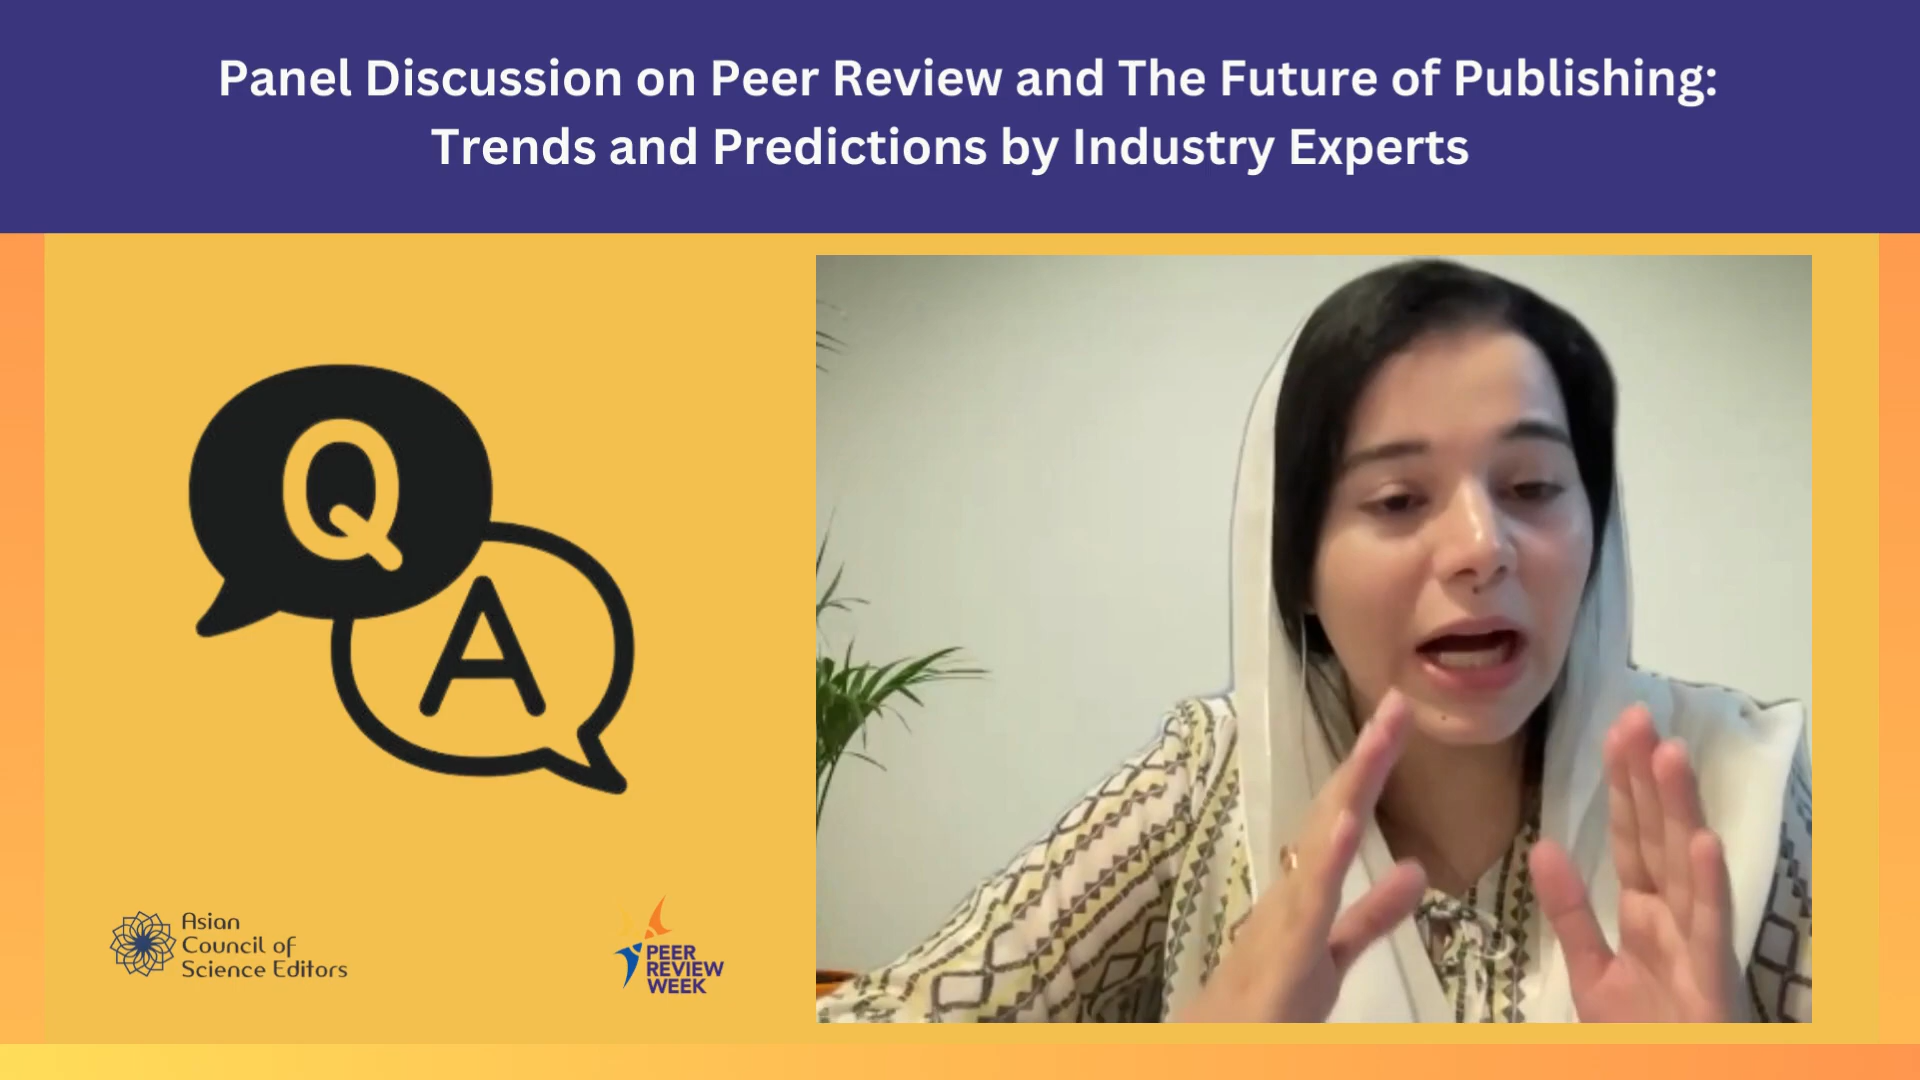 Panel Discussion on Peer Review and The Future of Publishing:
Trends and Predictions by Industry Experts
Q
A
Asian
Council of
Science Editors
PEER
REVIEW
WEEK